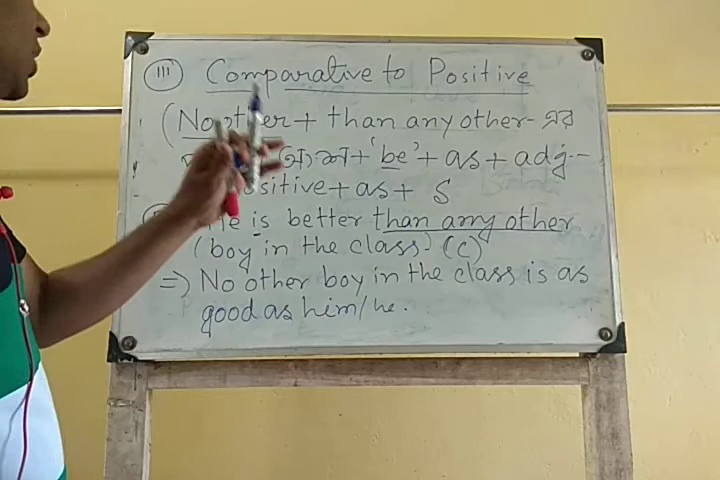 (iii) Comparative to Positive
(No other + than any other - এর
অংশ + 'be' + as + adj -
positive + as + S
He is better than any other
(boy in the class) (c)
=> No other boy in the class is as
good as him/he.